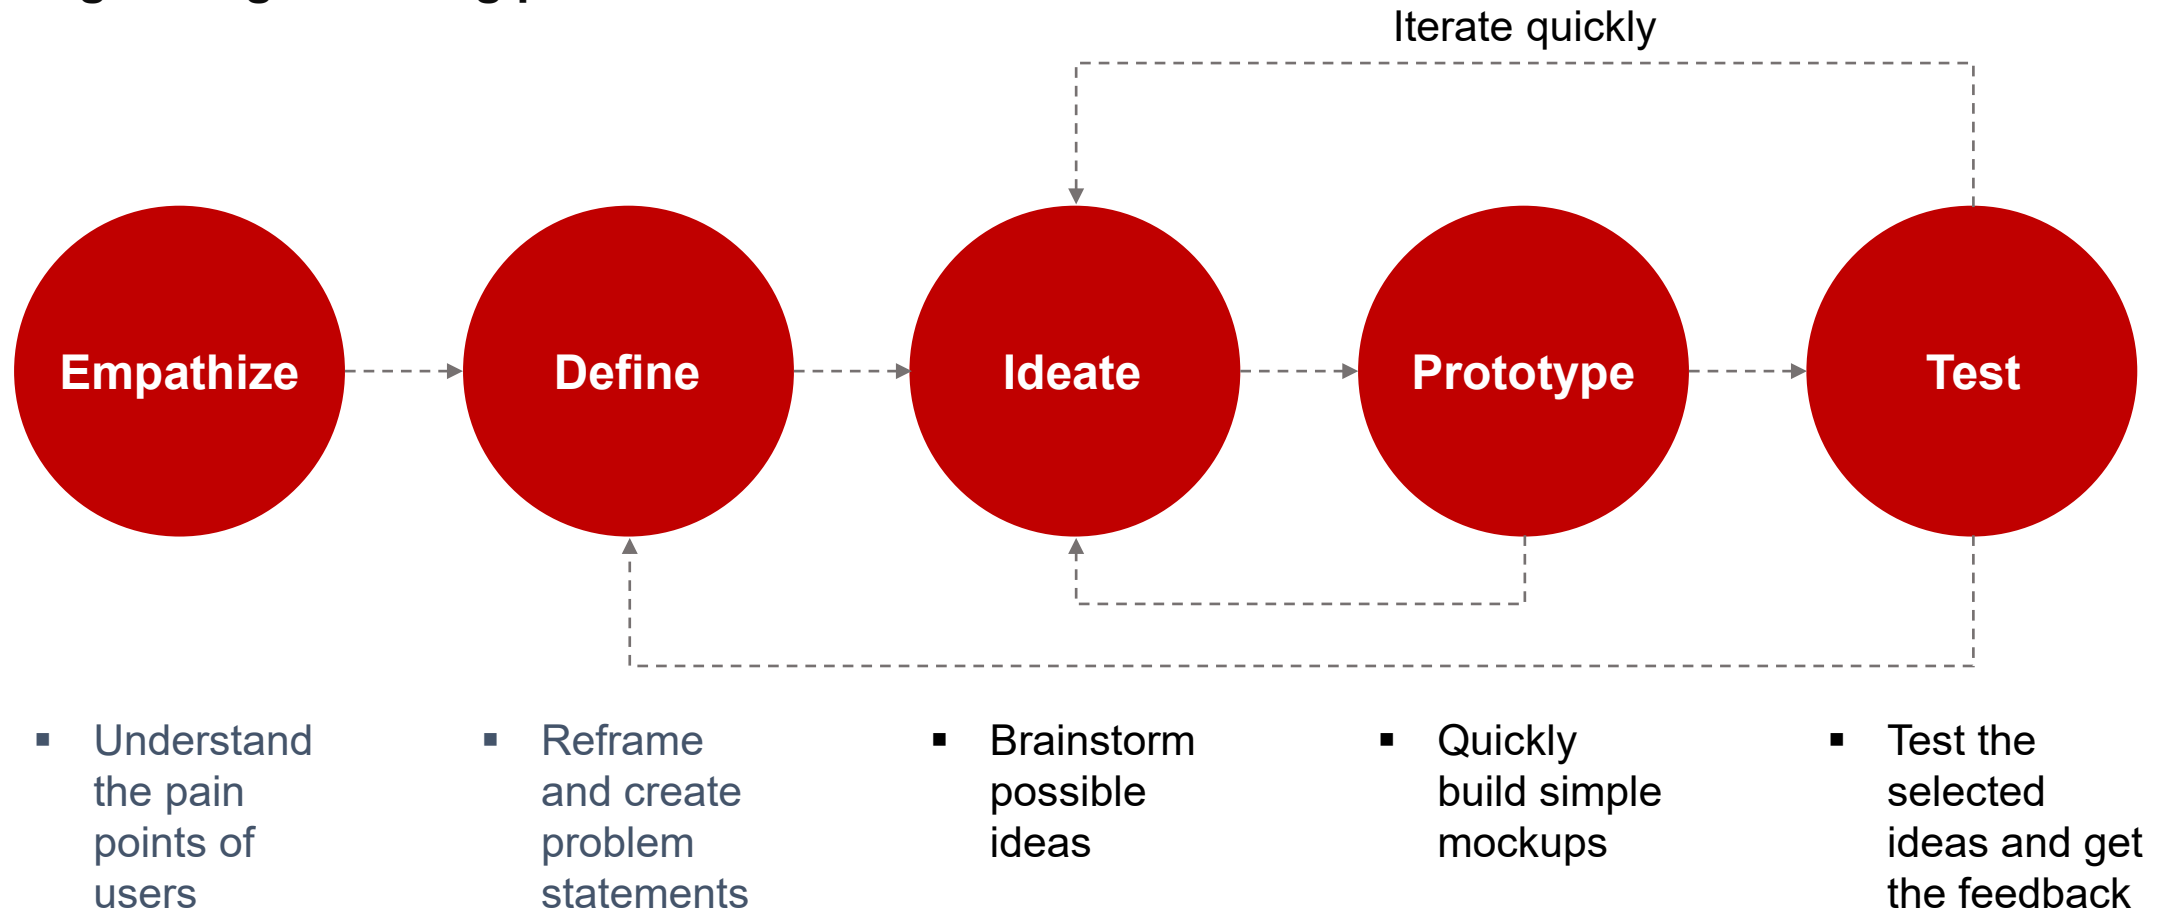 Iterate quickly
Empathize
Define
Ideate
Prototype
Test
▪ Understand
the pain
points of
users
▪ Reframe
and create
problem
statements
▪ Brainstorm
possible
ideas
▪ Quickly
build simple
mockups
▪ Test the
selected
ideas and get
the feedback